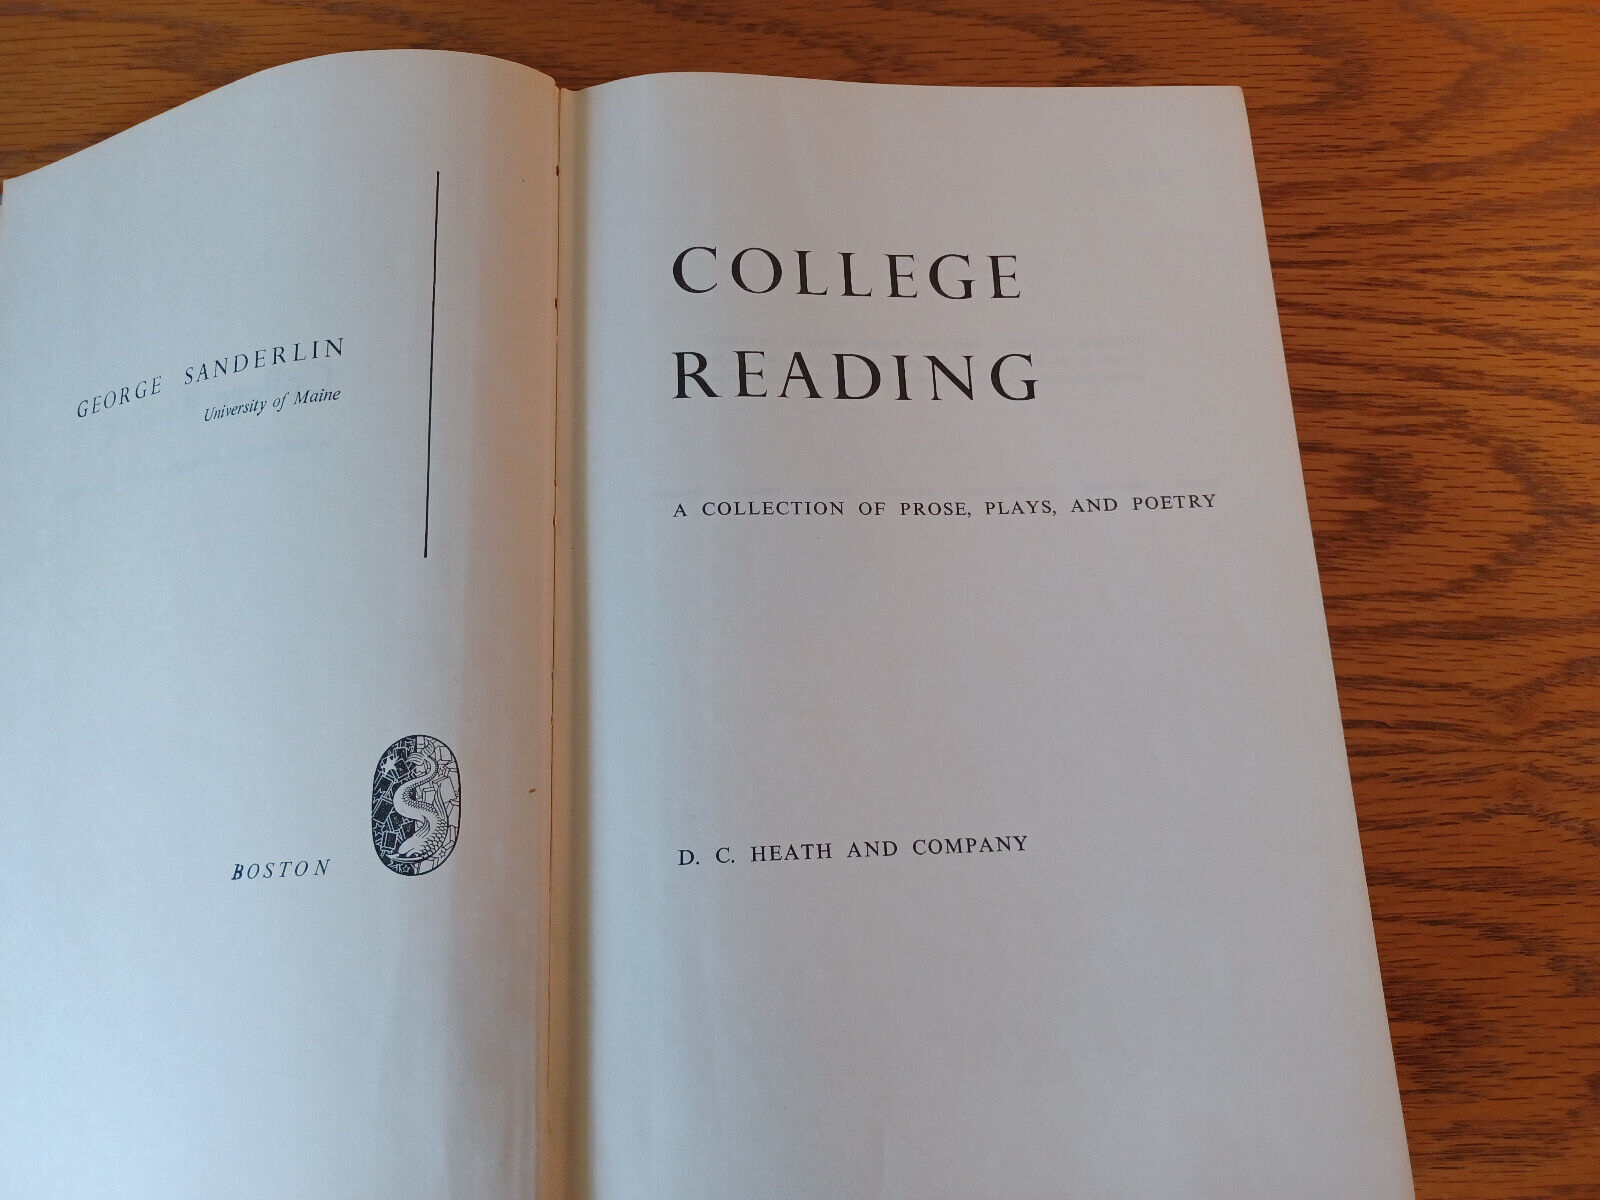 GEORGE SANDERLIN
University of Maine
BOSTON
COLLEGE
READING
A COLLECTION OF PROSE, PLAYS, AND POETRY
D. C. HEATH AND COMPANY